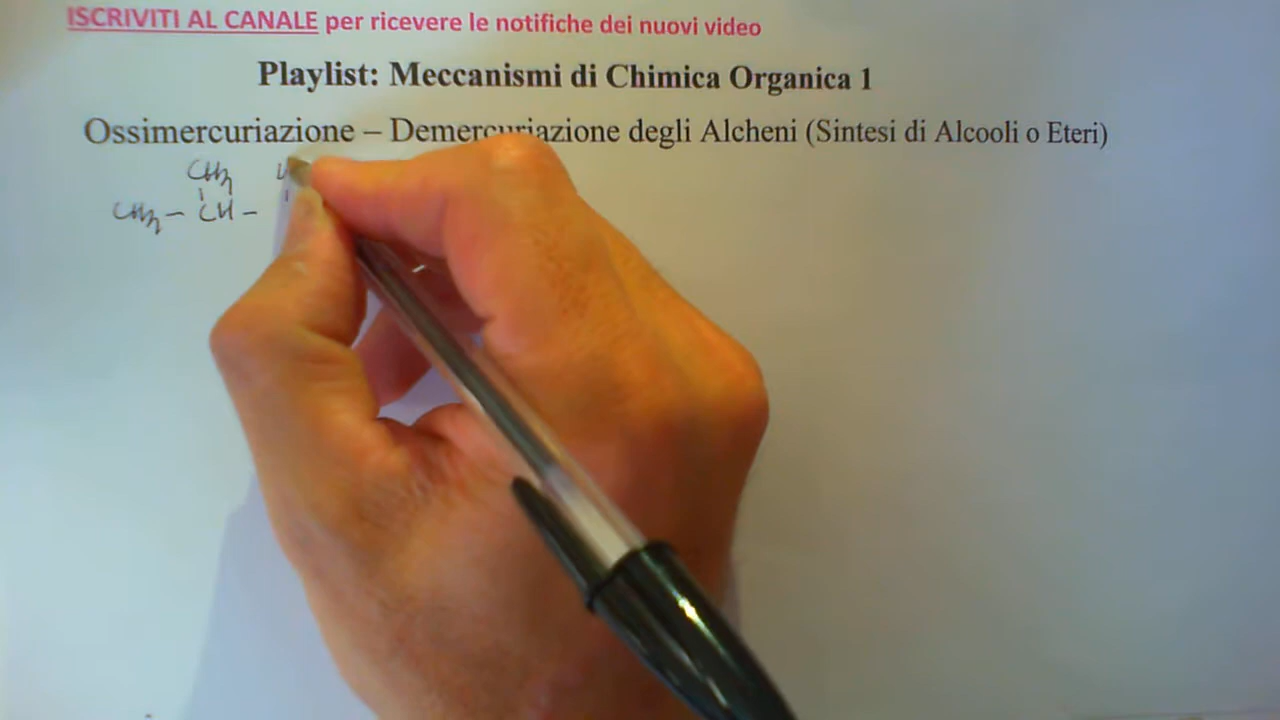 ISCRIVITI AL CANALE per ricevere le notifiche dei nuovi video
Playlist: Meccanismi di Chimica Organica 1
Ossimercuriazione – Demercuriazione degli Alcheni (Sintesi di Alcooli o Eteri)
CH3
CH3 – CH –